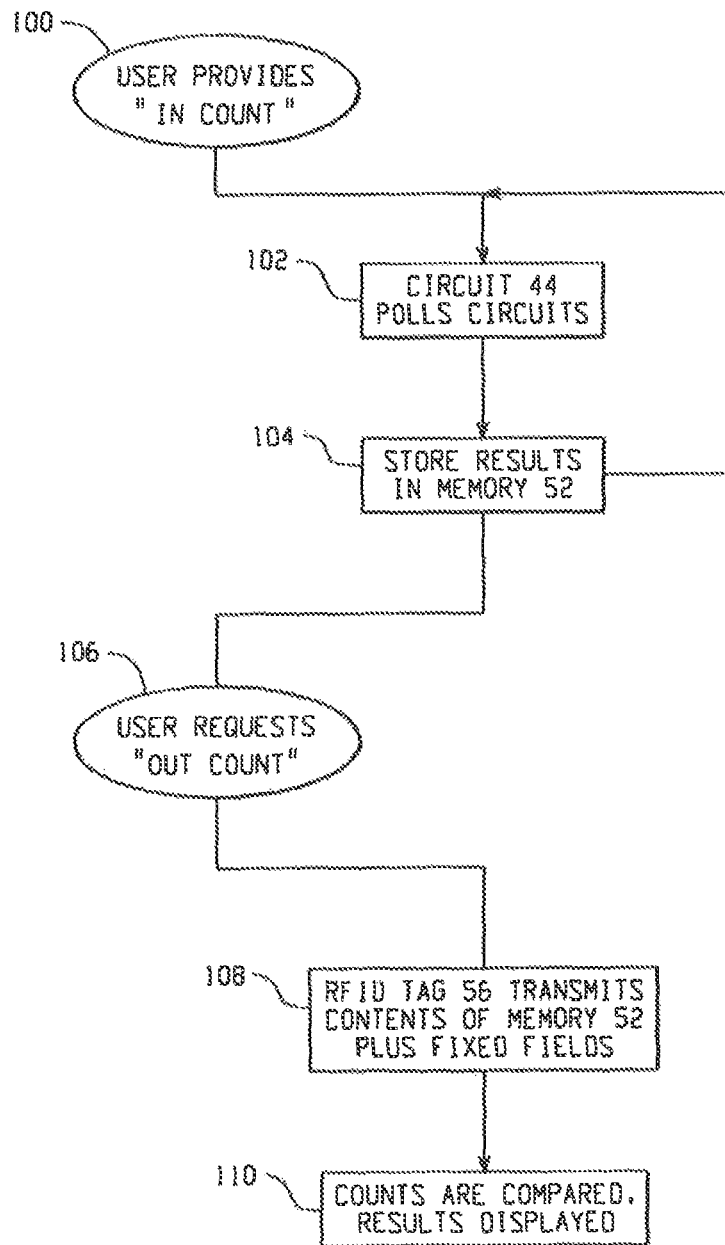 100
USER PROVIDES
"IN COUNT"
102
CIRCUIT 44
POLLS CIRCUITS
104
STORE RESULTS
IN MEMORY 52
106
USER REQUESTS
"OUT COUNT"
108
RFID TAG 56 TRANSMITS
CONTENTS OF MEMORY 52
PLUS FIXED FIELDS
110
COUNTS ARE COMPARED,
RESULTS DISPLAYED